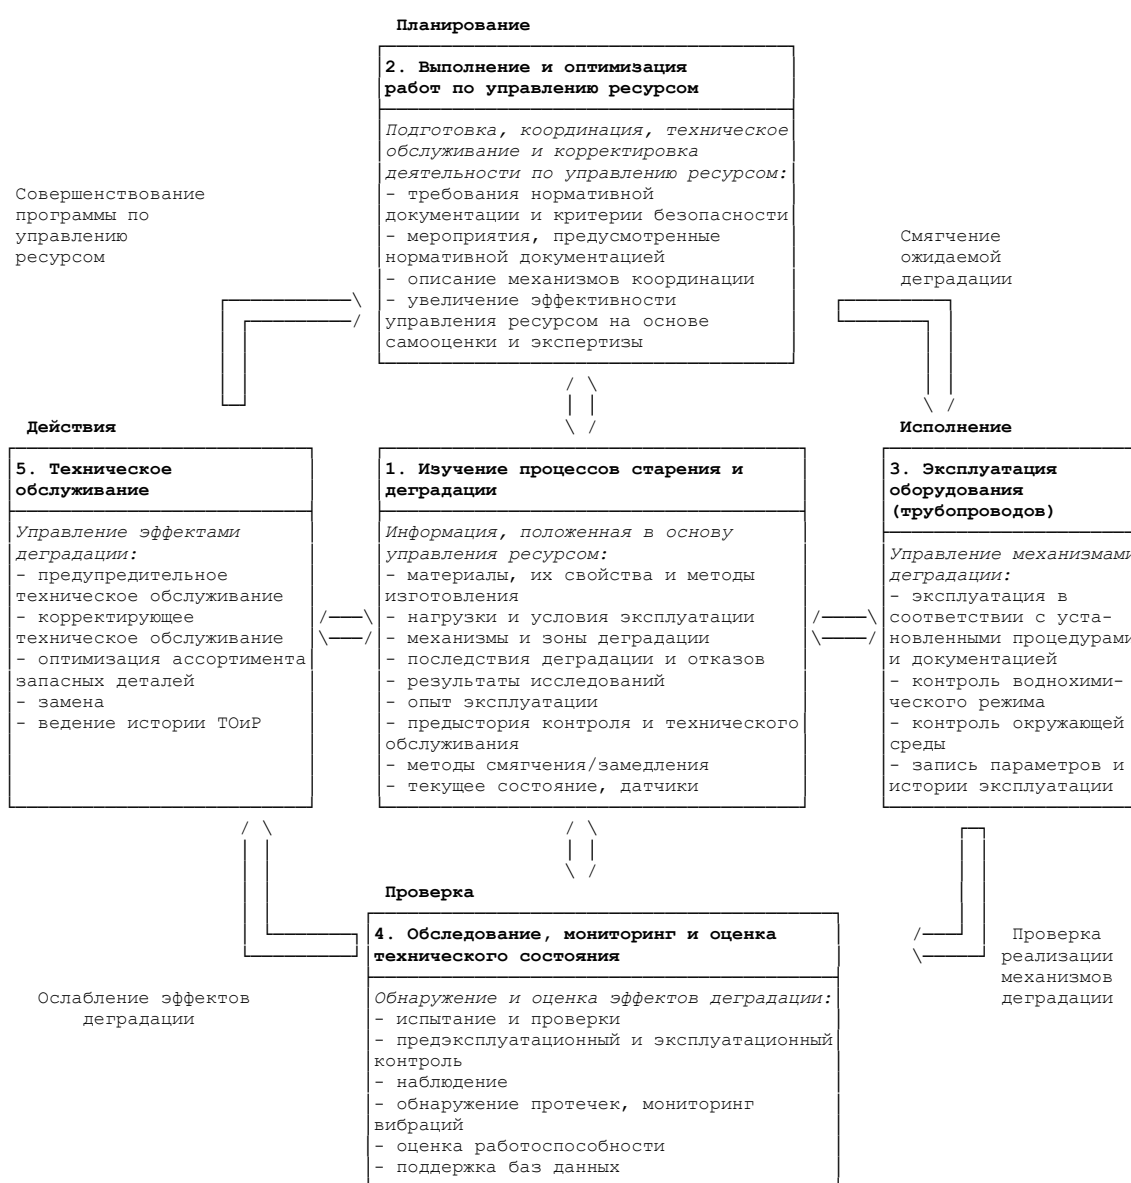 Планирование
2. Выполнение и оптимизация
работ по управлению ресурсом
Подготовка, координация, техническое
обслуживание и корректировка
деятельности по управлению ресурсом:
- требования нормативной
документации и критерии безопасности
- мероприятия, предусмотренные
нормативной документацией
- описание механизмов координации
- увеличение эффективности
управления ресурсом на основе
самооценки и экспертизы
Совершенствование
программы по
управлению
ресурсом
Смягчение
ожидаемой
деградации
Действия
5. Техническое
обслуживание
Управление эффектами
деградации:
- предупредительное
техническое обслуживание
- корректирующее
техническое обслуживание
- оптимизация ассортимента
запасных деталей
- замена
- ведение истории ТОиР
1. Изучение процессов старения и
деградации
Информация, положенная в основу
управления ресурсом:
- материалы, их свойства и методы
изготовления
- нагрузки и условия эксплуатации
- механизмы и зоны деградации
- последствия деградации и отказов
- результаты исследований
- опыт эксплуатации
- предыстория контроля и технического
обслуживания
- методы смягчения/замедления
- текущее состояние, датчики
Исполнение
3. Эксплуатация
оборудования
(трубопроводов)
Управление механизмами
деградации:
- эксплуатация в
соответствии с уста-
новленными процедурами
и документацией
- контроль воднохими-
ческого режима
- контроль окружающей
среды
- запись параметров и
истории эксплуатации
Проверка
4. Обследование, мониторинг и оценка
технического состояния
Обнаружение и оценка эффектов деградации:
- испытание и проверки
- предэксплуатационный и эксплуатационный
контроль
- наблюдение
- обнаружение протечек, мониторинг
вибраций
- оценка работоспособности
- поддержка баз данных
Ослабление эффектов
деградации
Проверка
реализации
механизмов
деградации